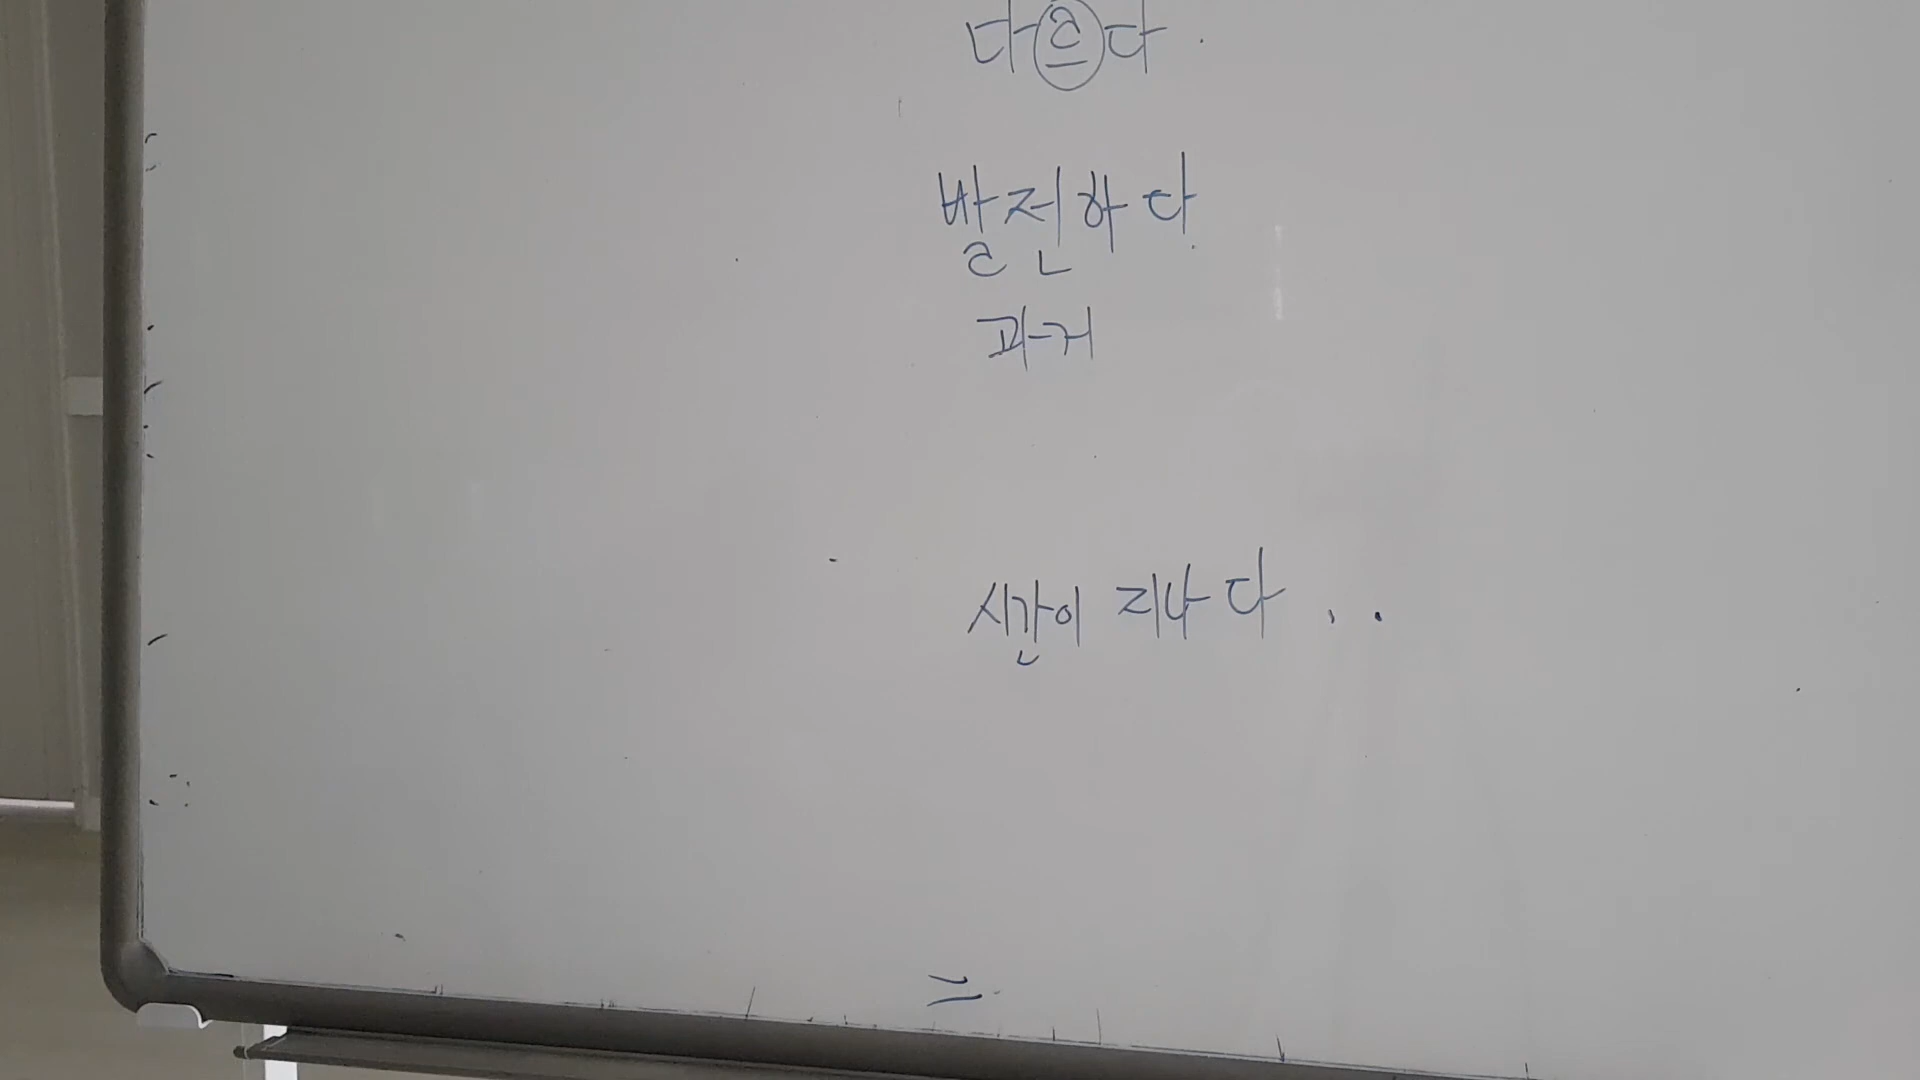 다르다.
발전하다.
과거
시간이 지나다 . .